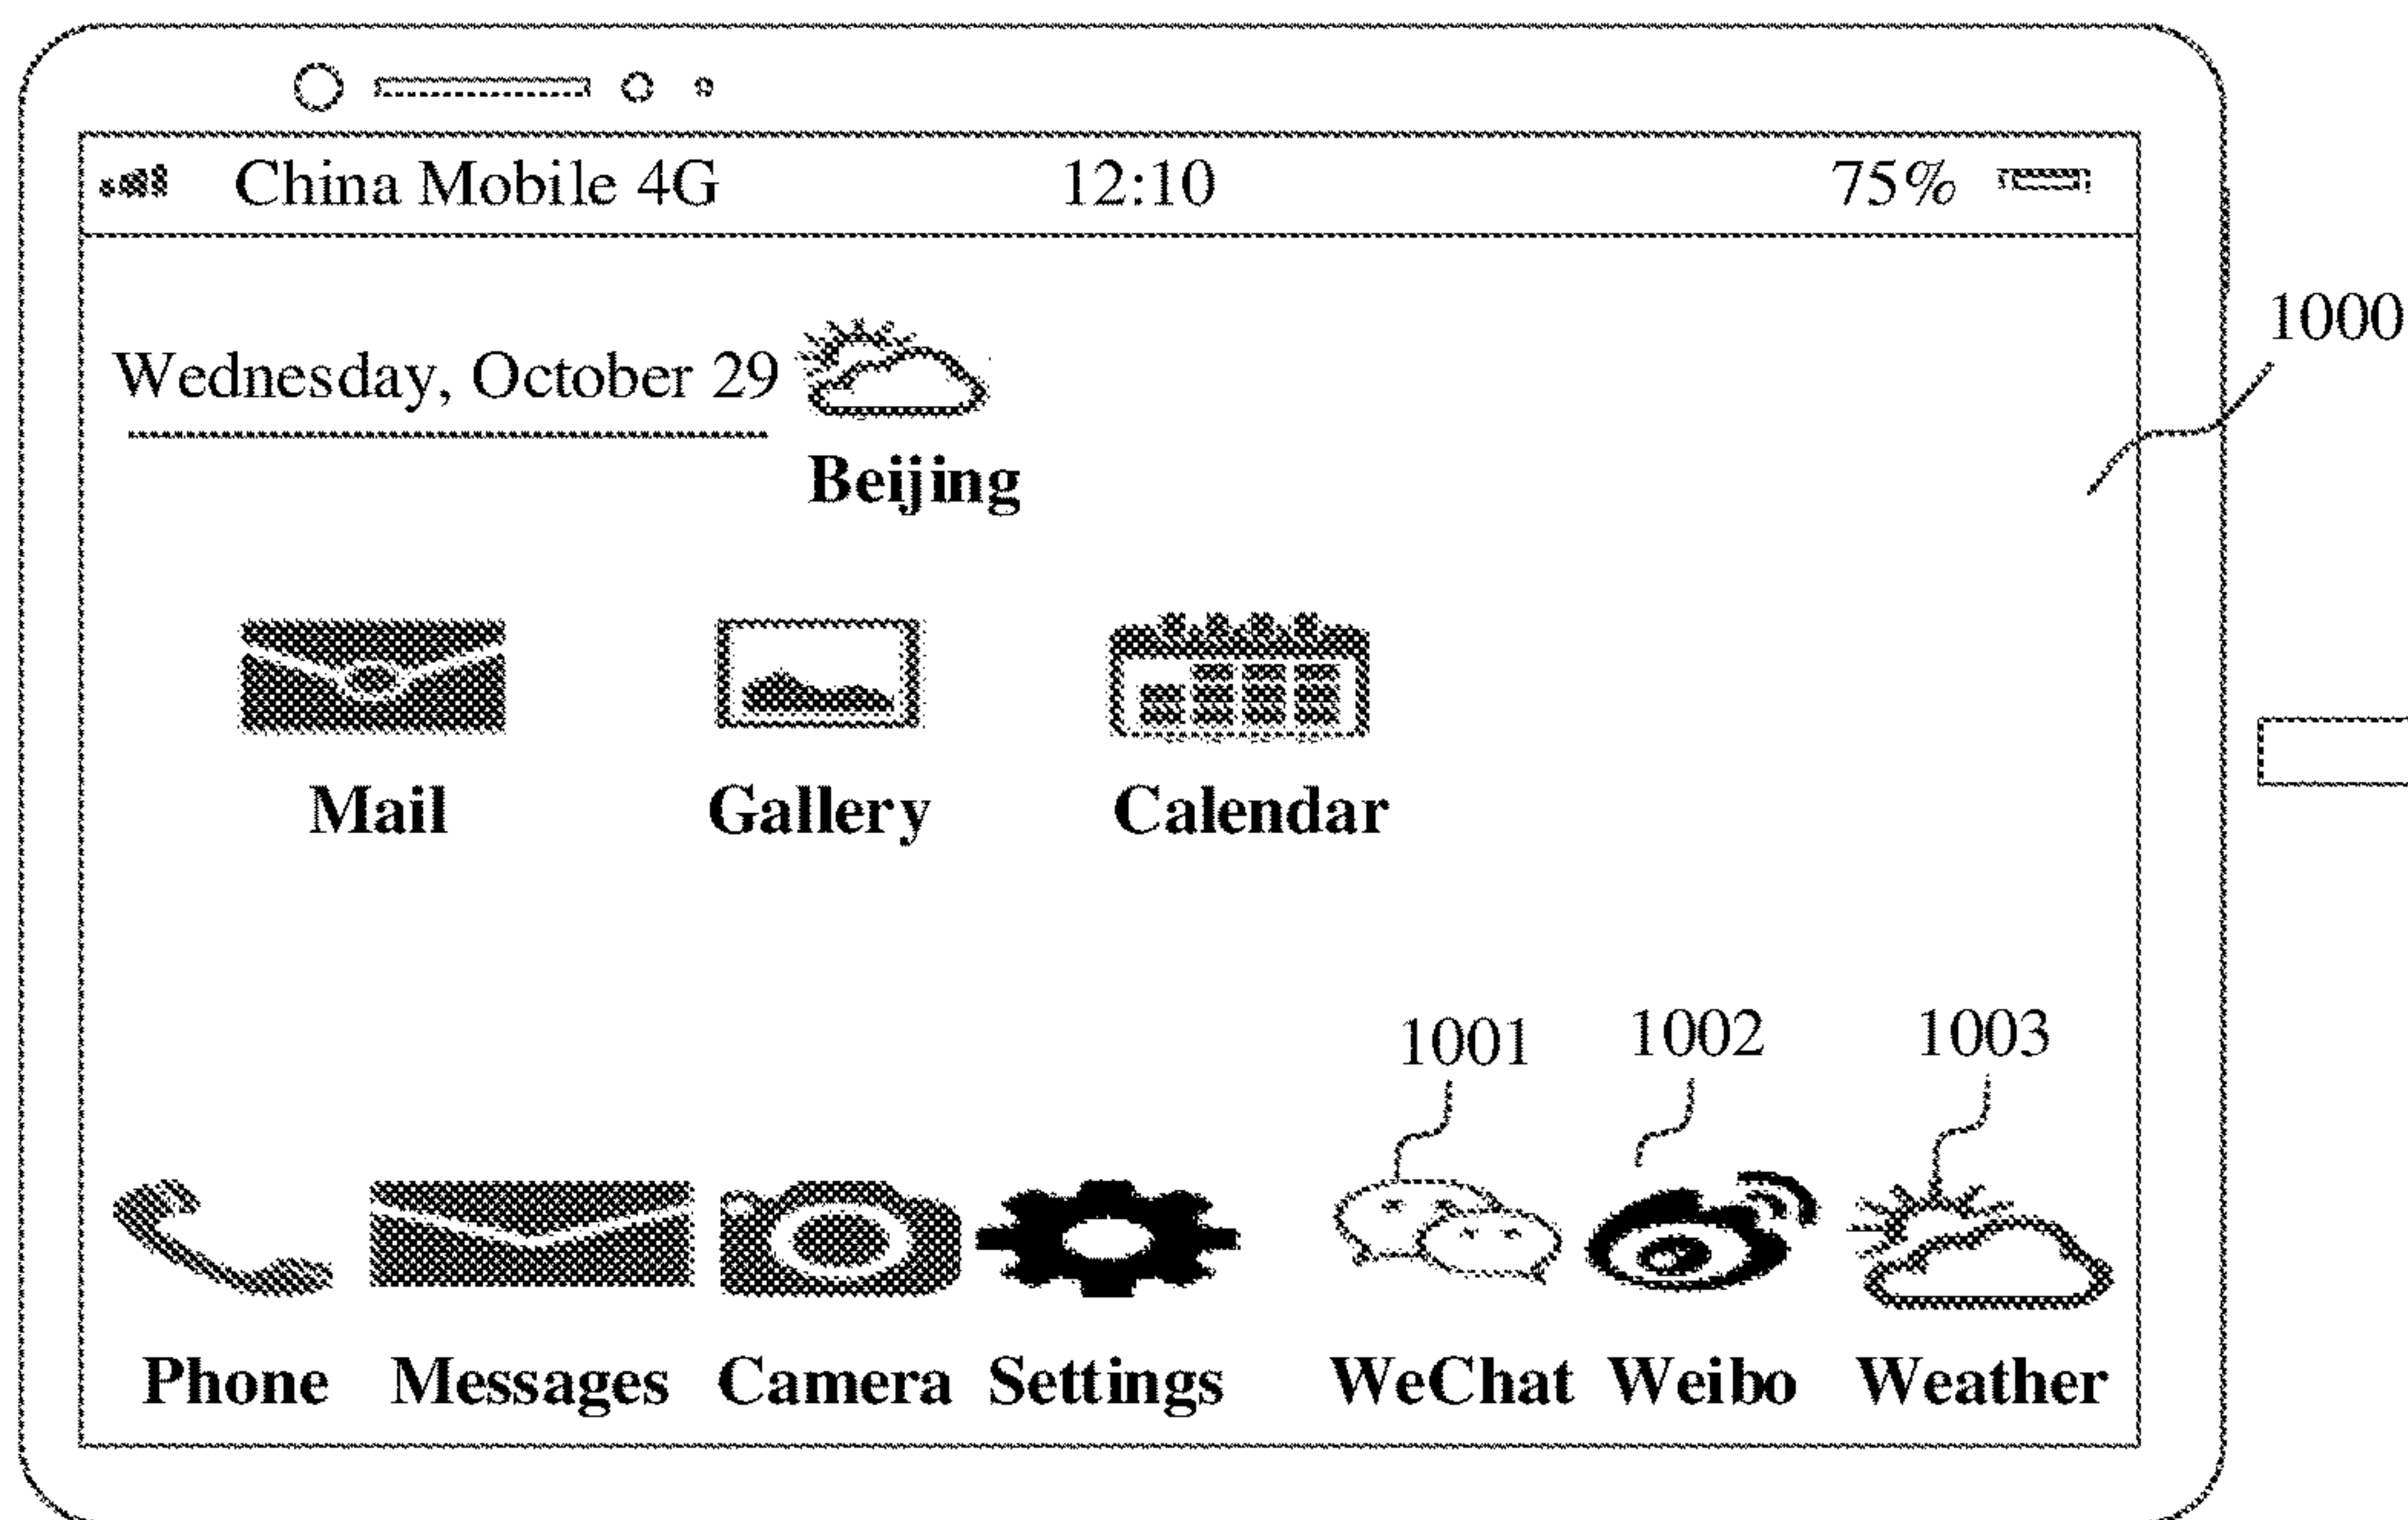 China Mobile 4G 12:10 75%
1000
Wednesday, October 29
Beijing
Mail Gallery Calendar
1001 1002 1003
Phone Messages Camera Settings WeChat Weibo Weather